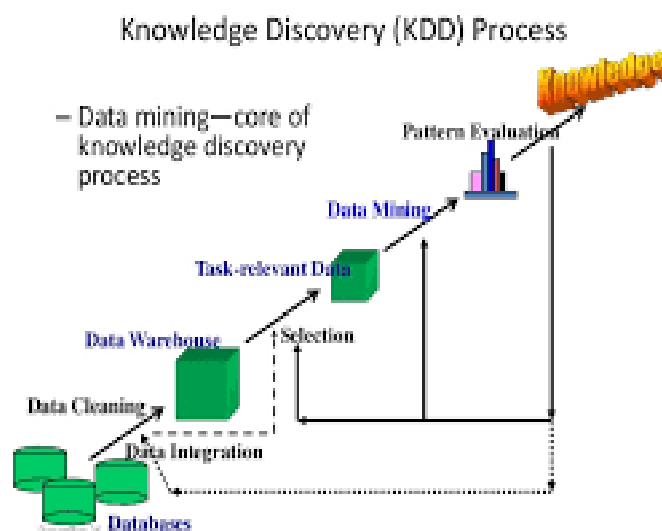 Knowledge Discovery (KDD) Process
– Data mining—core of
knowledge discovery
process
Knowledge
Pattern Evaluation
Data Mining
Task-relevant Data
Selection
Data Warehouse
Data Cleaning
Data Integration
Databases